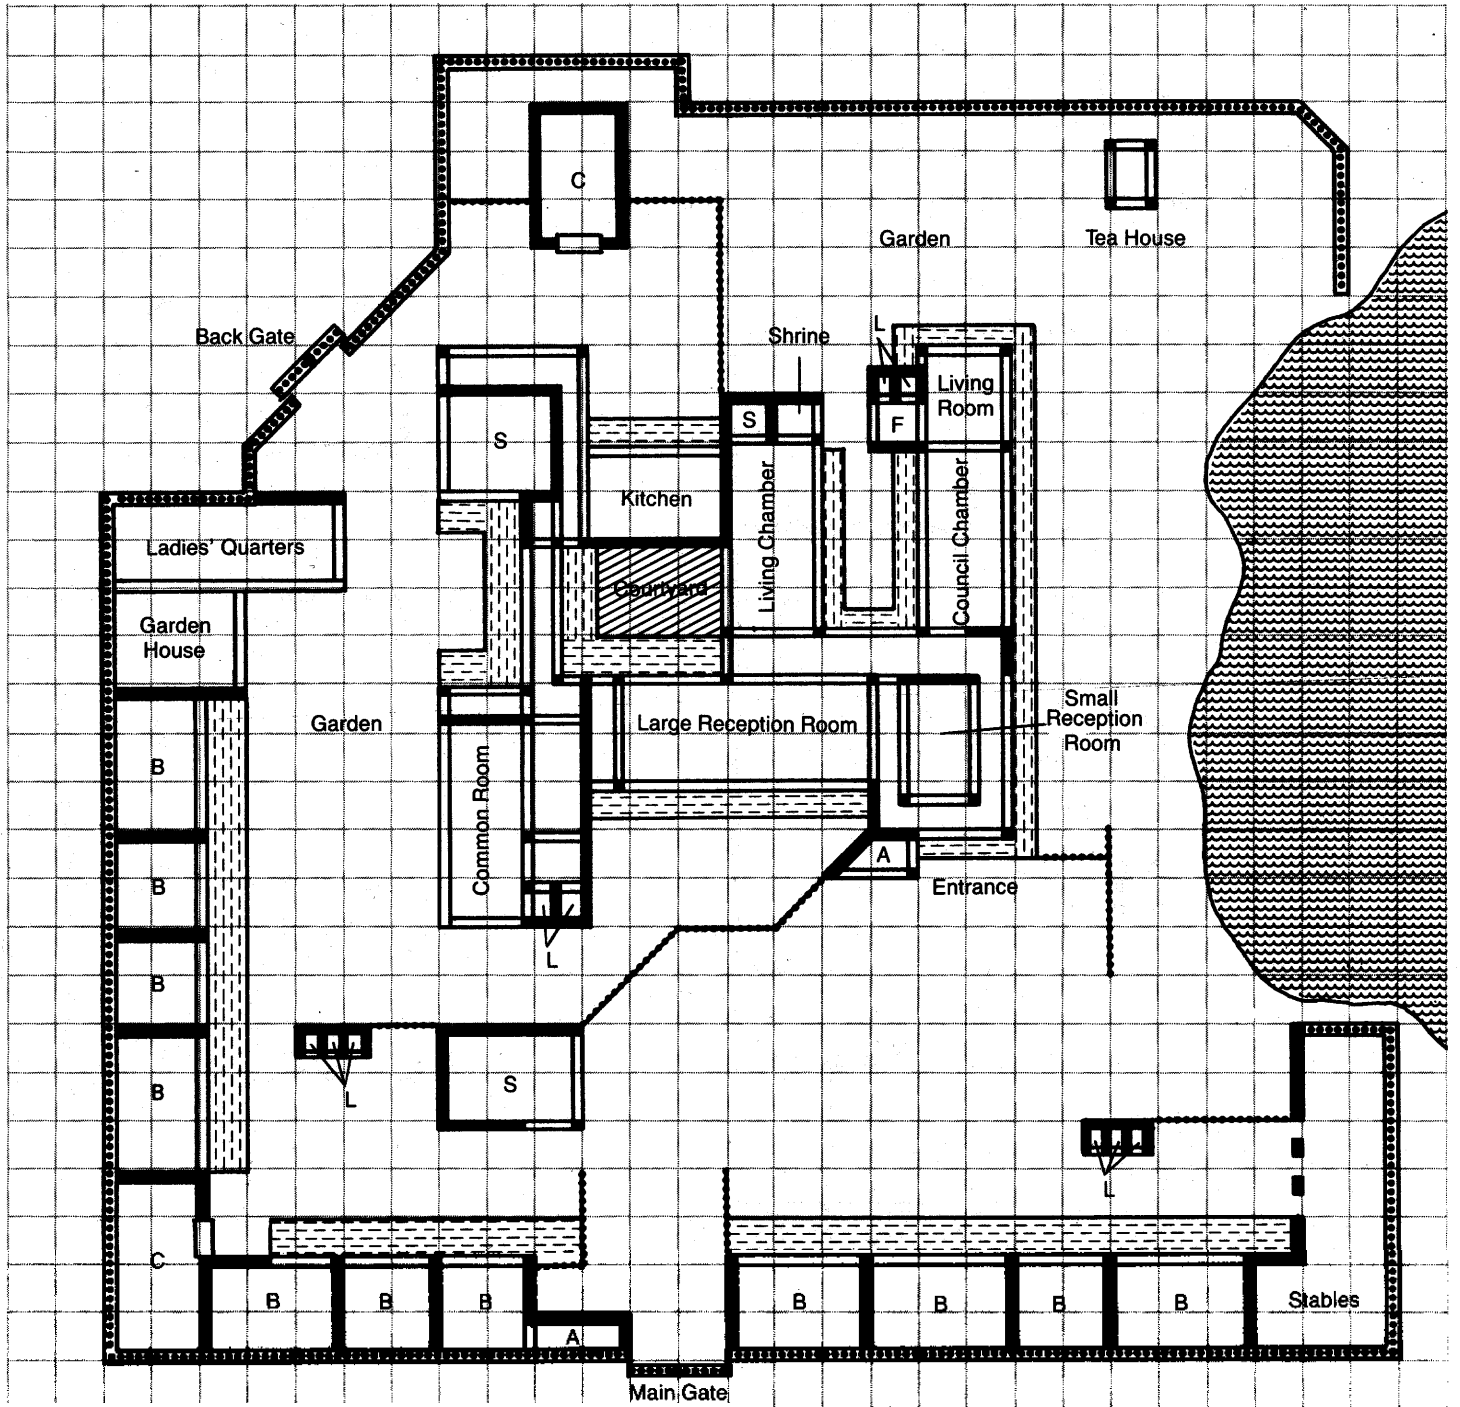 C
Garden
Tea House
Back Gate
Shrine
L
Living
Room
S
F
S
Kitchen
Living Chamber
Council Chamber
Ladies' Quarters
Courtyard
Garden
House
Small
Reception
Room
Garden
Large Reception Room
B
Common Room
A
B
Entrance
L
B
S
B
L
L
C
B
B
B
B
B
B
B
Stables
A
Main Gate